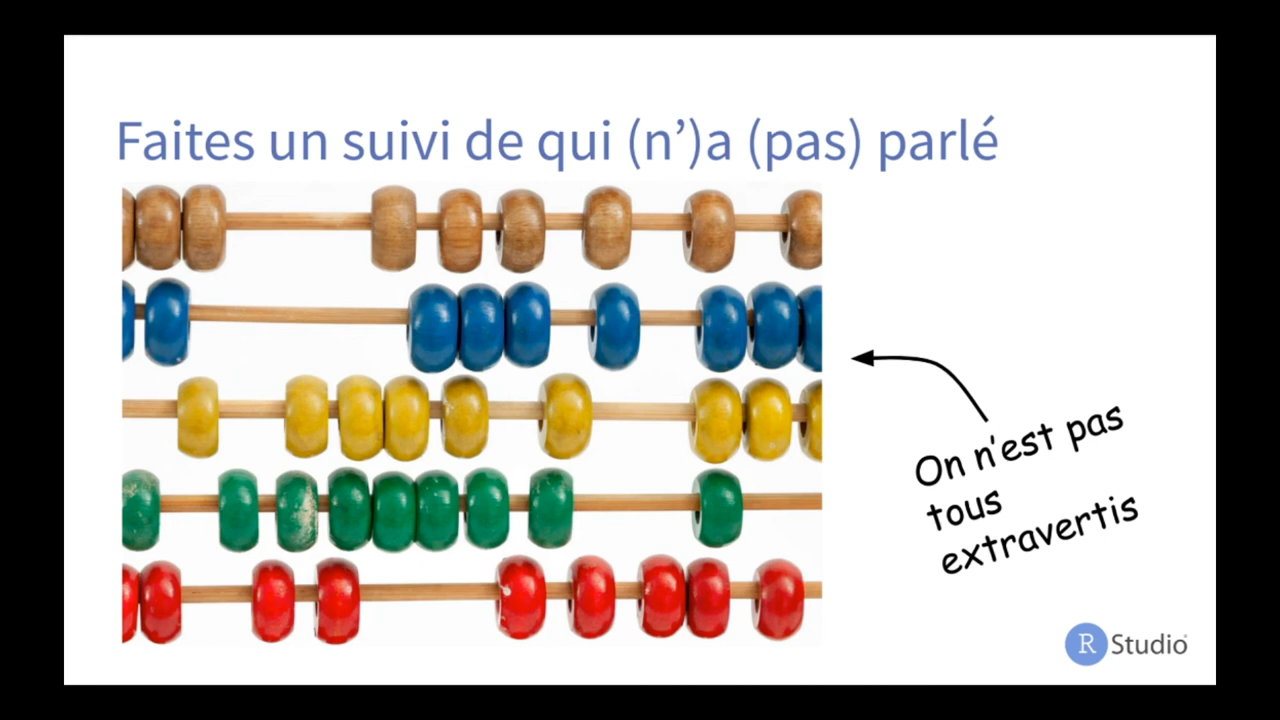 Faites un suivi de qui (n’)a (pas) parlé
On n'est pas
tous
extravertis
R Studio